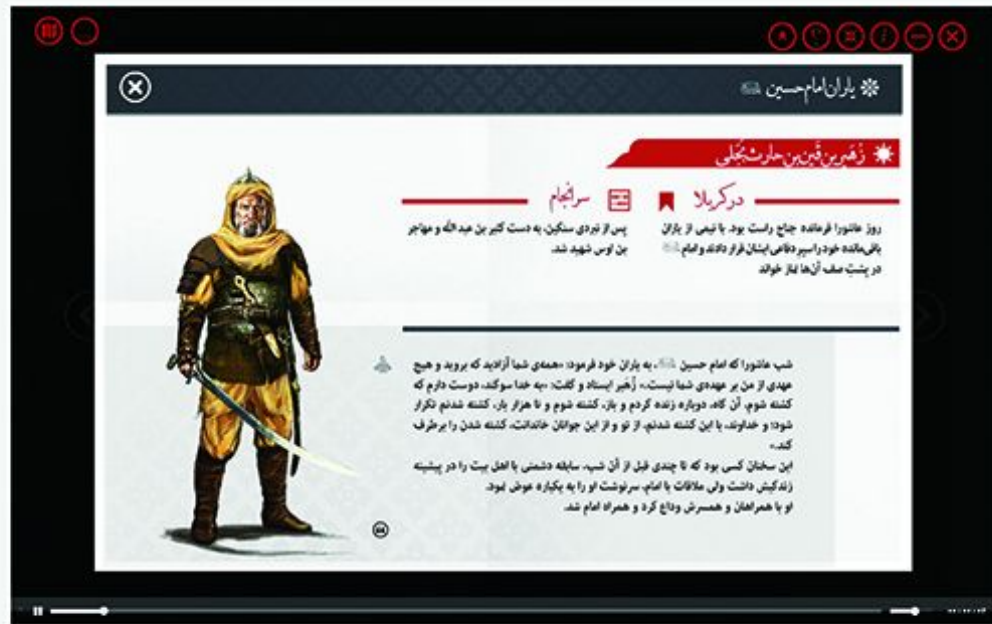 یاران امام حسین
زُهَیر بن قَین بن حارث بَجَلی
در کربلا
روز عاشورا فرمانده جناح راست بود. با نیمی از یاران
باقی‌مانده خود را سپر دفاعی ایشان قرار دادند و امام
در پشتِ صف آن‌ها نماز خواند
سرانجام
پس از نبردی سنگین، به دست کثیر بن عبد الله و مهاجر
بن اوس شهید شد.
شب عاشورا که امام حسین ، به یاران خود فرمود: «همه‌ی شما آزادید که بروید و هیچ
عهدی از من بر عهده‌ی شما نیست.» زُهَیر ایستاد و گفت: «به خدا سوگند، دوست دارم که
کشته شوم، آن گاه، دوباره زنده گردم و باز، کشته شوم و تا هزار بار، کشته شدنم تکرار
شود؛ و خداوند، با این کشته شدنم، از تو و از این جوانان خاندانت، کشته شدن را برطرف
کند.»
این سخنان کسی بود که تا چندی قبل از آن شب، سابقه دشمنی با اهل بیت را در پیشینه
زندگیش داشت ولی ملاقات با امام، سرنوشت او را به یکباره عوض نمود.
او با همراهان و همسرش وداع کرد و همراه امام شد.